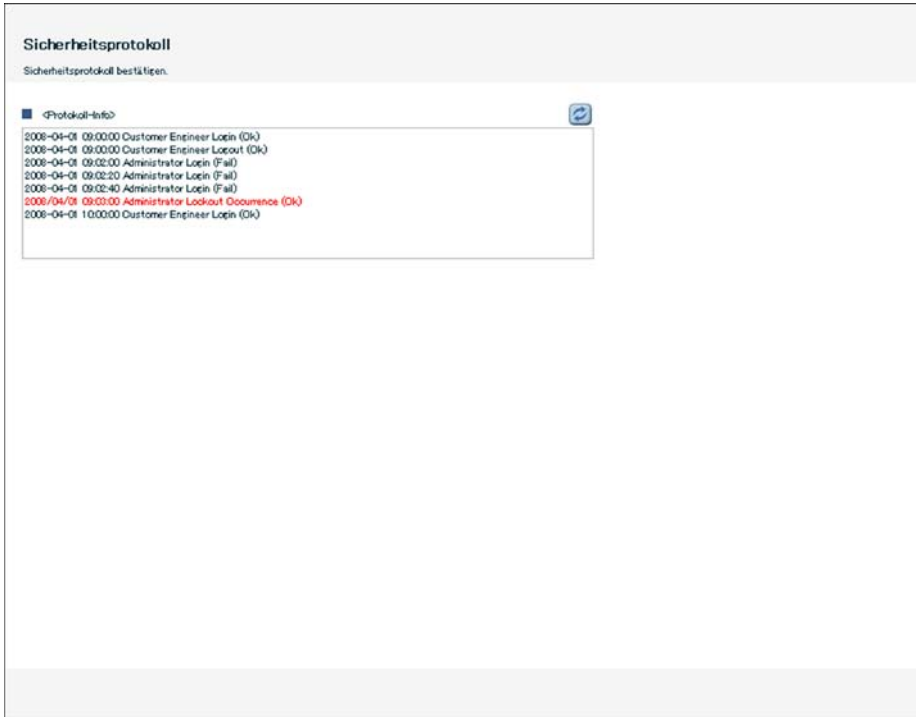 Sicherheitsprotokoll
Sicherheitsprotokoll bestätigen.
<Protokoll-Info>
2008-04-01 09:00:00 Customer Engineer Login (Ok)
2008-04-01 09:00:00 Customer Engineer Logout (Ok)
2008-04-01 09:02:00 Administrator Login (Fail)
2008-04-01 09:02:20 Administrator Login (Fail)
2008-04-01 09:02:40 Administrator Login (Fail)
2008/04/01 09:03:00 Administrator Lockout Occurrence (Ok)
2008-04-01 10:00:00 Customer Engineer Login (Ok)